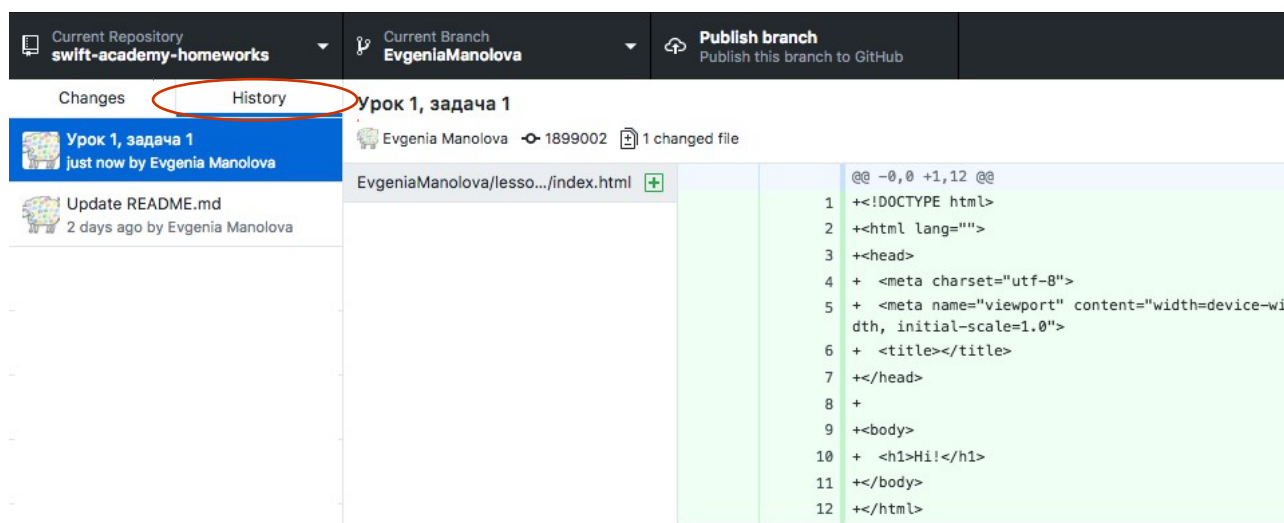 Current Repository
swift-academy-homeworks
Current Branch
EvgeniaManolova
Publish branch
Publish this branch to GitHub
Changes
History
Урок 1, задача 1
just now by Evgenia Manolova
Update README.md
2 days ago by Evgenia Manolova
Урок 1, задача 1
Evgenia Manolova 1899002 1 changed file
EvgeniaManolova/lesso.../index.html
@@ -0,0 +1,12 @@
1 +<!DOCTYPE html>
2 +<html lang="">
3 +<head>
4 +  <meta charset="utf-8">
5 +  <meta name="viewport" content="width=device-wi
dth, initial-scale=1.0">
6 +  <title></title>
7 +</head>
8 +
9 +<body>
10 +  <h1>Hi!</h1>
11 +</body>
12 +</html>